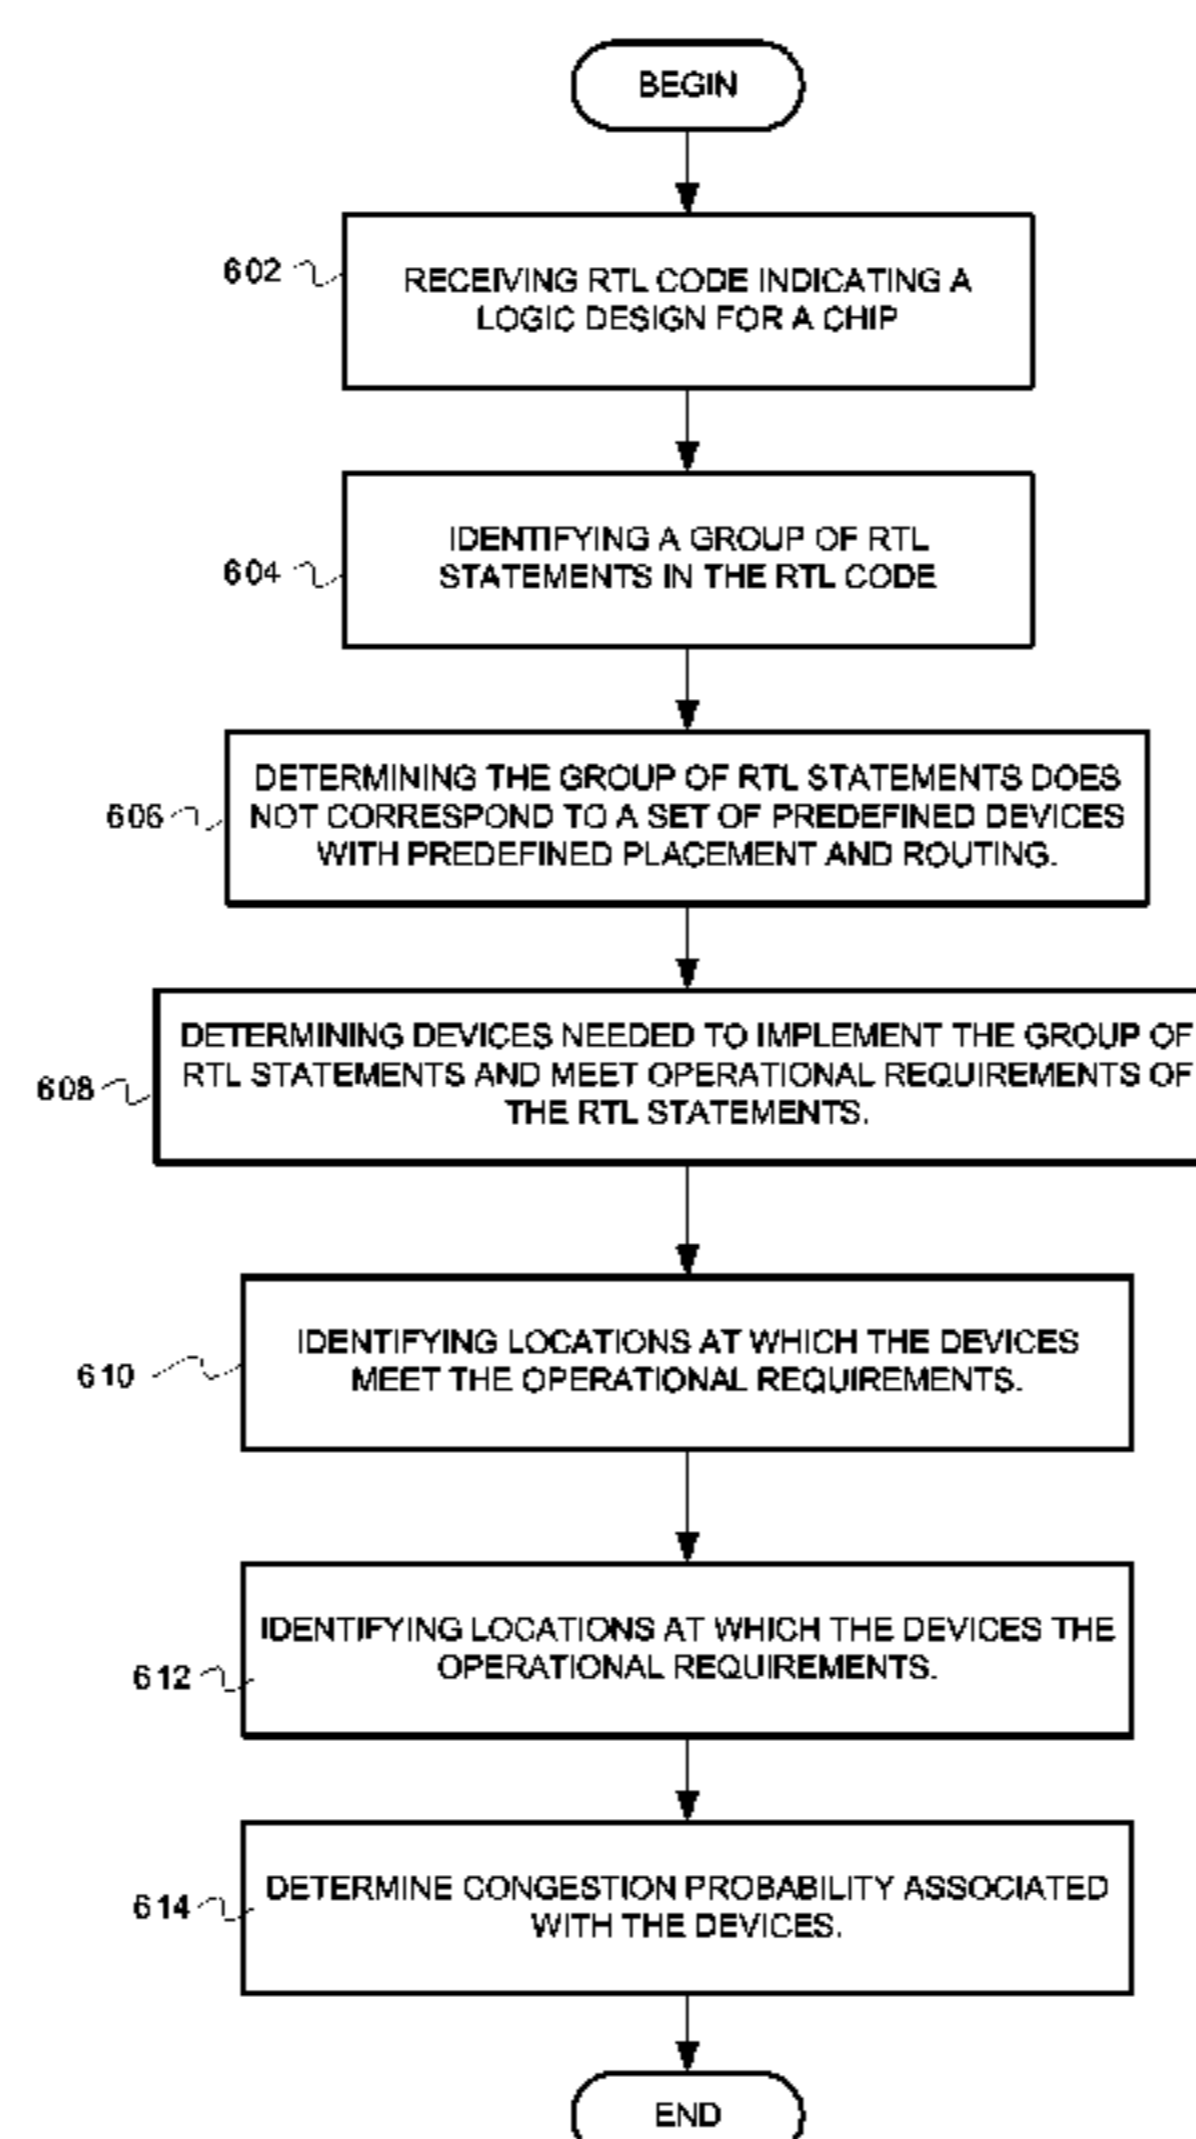 BEGIN
602
RECEIVING RTL CODE INDICATING A
LOGIC DESIGN FOR A CHIP
604
IDENTIFYING A GROUP OF RTL
STATEMENTS IN THE RTL CODE
606
DETERMINING THE GROUP OF RTL STATEMENTS DOES
NOT CORRESPOND TO A SET OF PREDEFINED DEVICES
WITH PREDEFINED PLACEMENT AND ROUTING.
608
DETERMINING DEVICES NEEDED TO IMPLEMENT THE GROUP OF
RTL STATEMENTS AND MEET OPERATIONAL REQUIREMENTS OF
THE RTL STATEMENTS.
610
IDENTIFYING LOCATIONS AT WHICH THE DEVICES
MEET THE OPERATIONAL REQUIREMENTS.
612
IDENTIFYING LOCATIONS AT WHICH THE DEVICES THE
OPERATIONAL REQUIREMENTS.
614
DETERMINE CONGESTION PROBABILITY ASSOCIATED
WITH THE DEVICES.
END